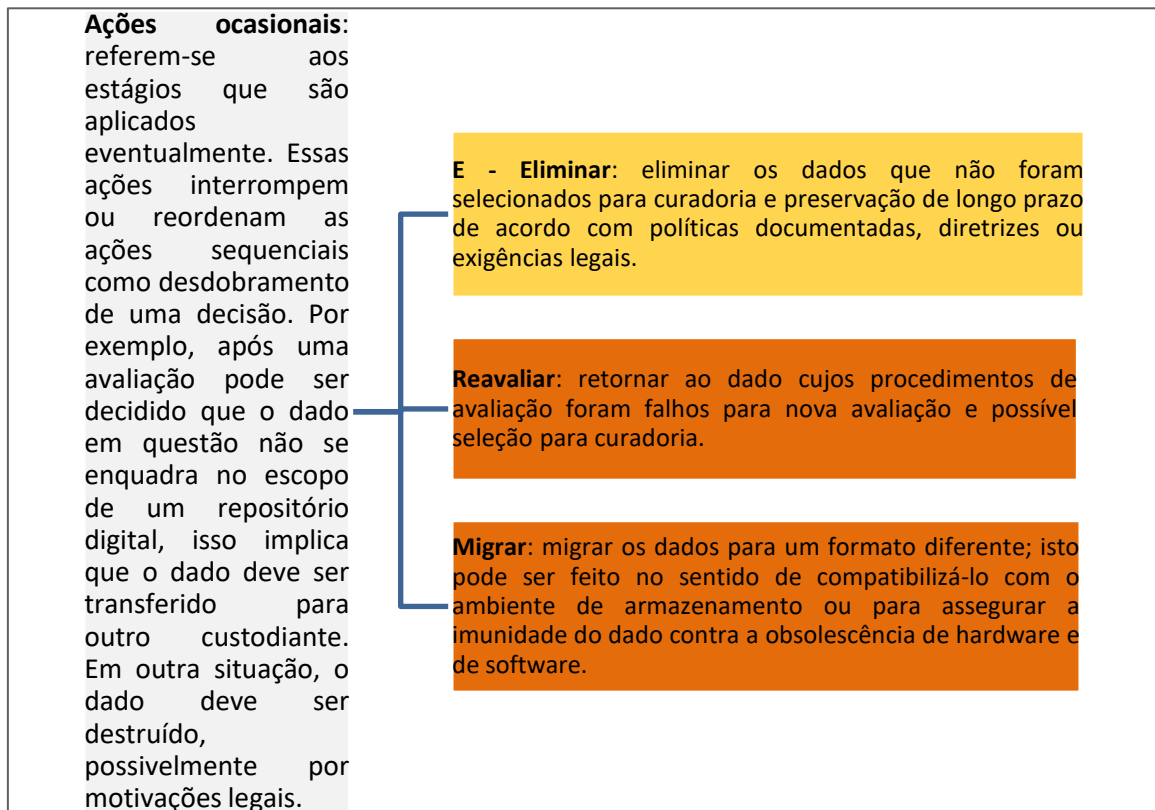 Ações ocasionais:
referem-se aos
estágios que são
aplicados
eventualmente. Essas
ações interrompem
ou reordenam as
ações sequenciais
como desdobramento
de uma decisão. Por
exemplo, após uma
avaliação pode ser
decidido que o dado
em questão não se
enquadra no escopo
de um repositório
digital, isso implica
que o dado deve ser
transferido para
outro custodiante.
Em outra situação, o
dado deve ser
destruído,
possivelmente por
motivações legais.
E - Eliminar: eliminar os dados que não foram
selecionados para curadoria e preservação de longo prazo
de acordo com políticas documentadas, diretrizes ou
exigências legais.
Reavaliar: retornar ao dado cujos procedimentos de
avaliação foram falhos para nova avaliação e possível
seleção para curadoria.
Migrar: migrar os dados para um formato diferente; isto
pode ser feito no sentido de compatibilizá-lo com o
ambiente de armazenamento ou para assegurar a
imunidade do dado contra a obsolescência de hardware e
de software.